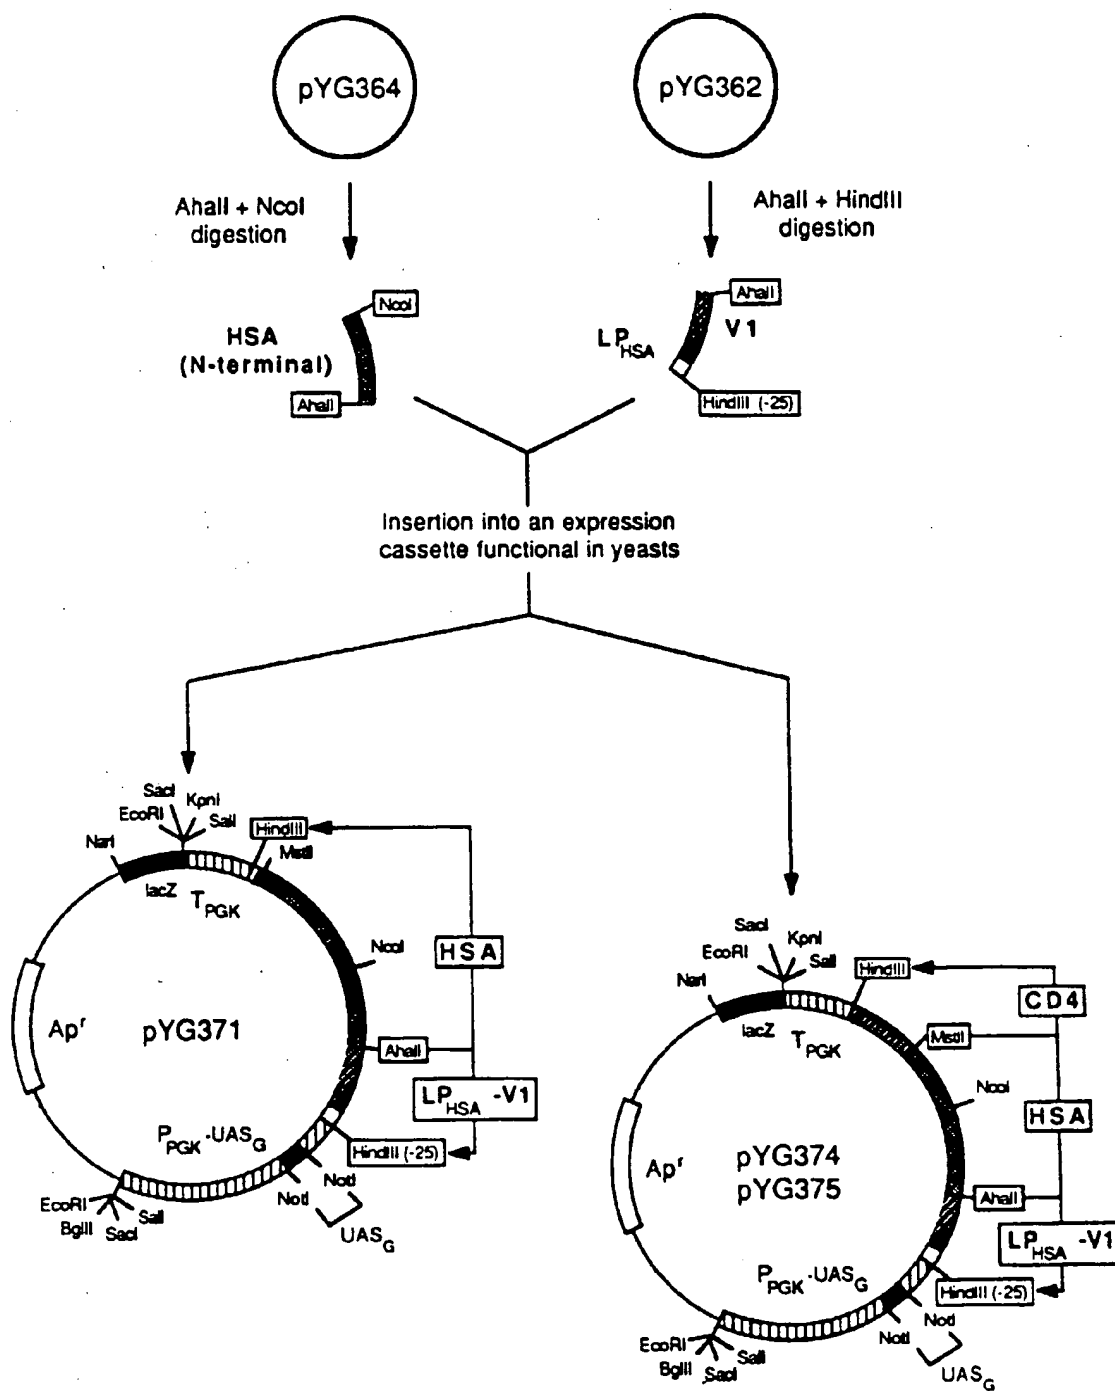 pYG364
pYG362
AhaII + NcoI
digestion
AhaII + HindIII
digestion
NcoI
HSA
(N-terminal)
AhaII
AhaII
V1
LP HSA
HindIII (-25)
Insertion into an expression
cassette functional in yeasts
SacI
KpnI
EcoRI
SalI
HindIII
NarI
MstII
lacZ
T PGK
NcoI
HSA
Ap r
pYG371
AhaII
LP HSA -V1
P PGK -UAS G
HindIII (-25)
NotI
NotI
UAS G
EcoRI
BglII
SacI
SalI
SacI
KpnI
EcoRI
SalI
HindIII
NarI
CD4
lacZ
T PGK
MstII
NcoI
HSA
Ap r
pYG374
pYG375
AhaII
LP HSA -V1
P PGK -UAS G
HindIII (-25)
NotI
NotI
UAS G
EcoRI
BglII
SacI
SalI